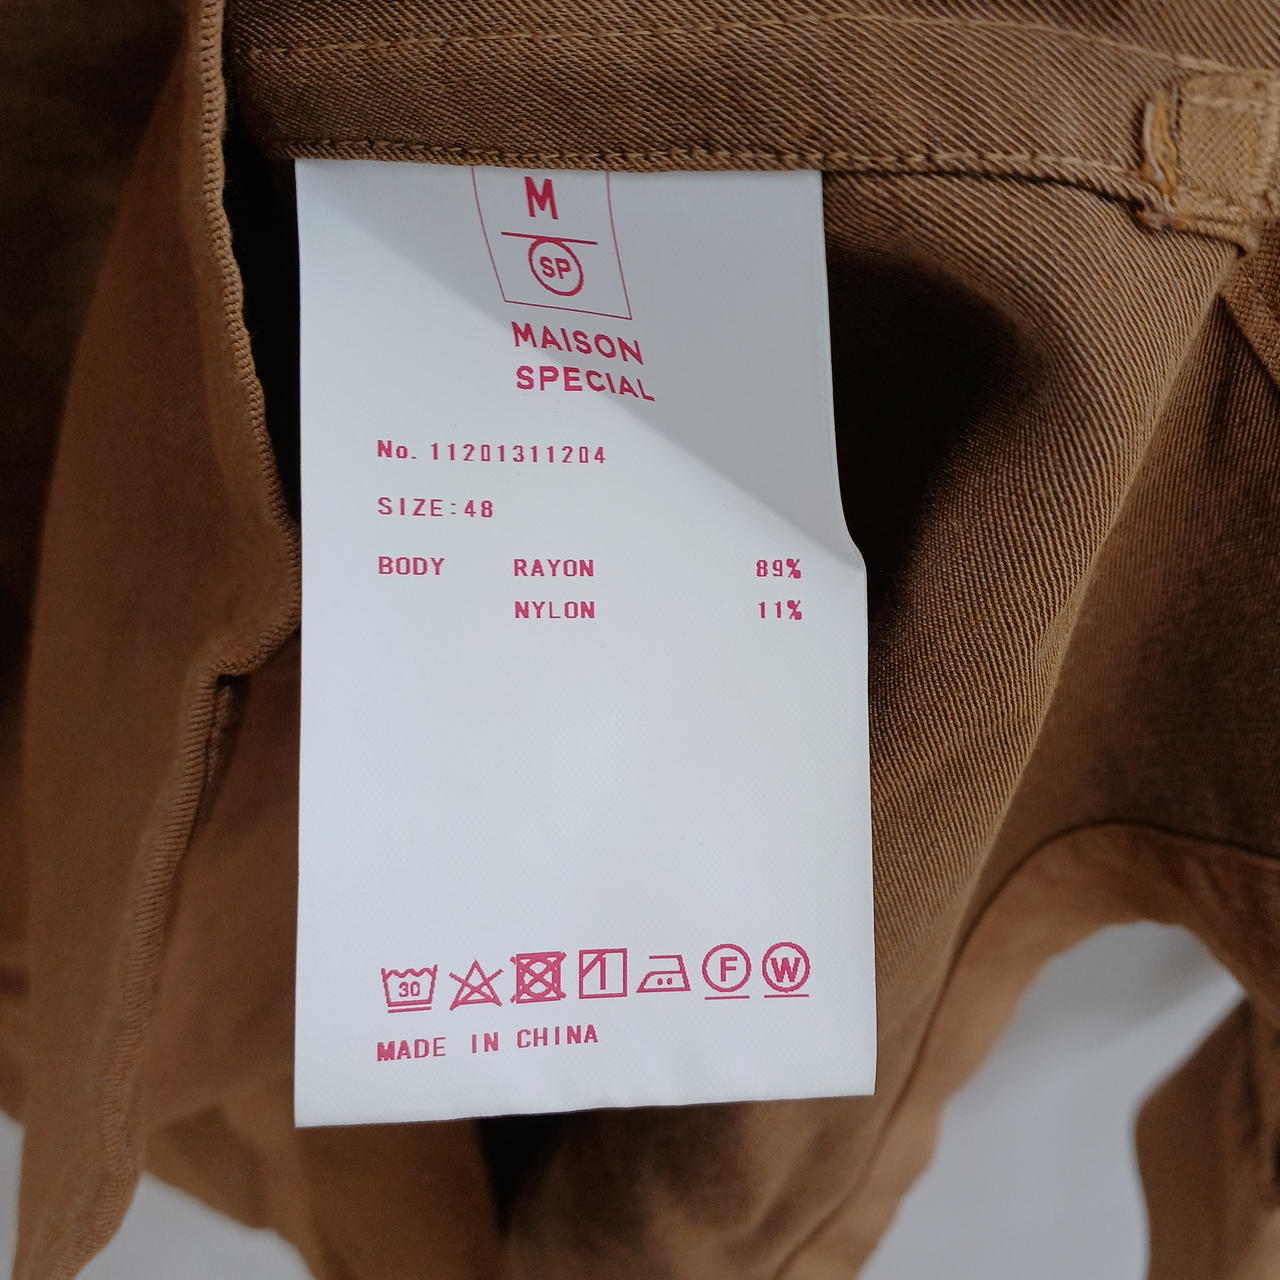 M
SP
MAISON
SPECIAL
No. 11201311204
SIZE:48
BODY RAYON 89%
NYLON 11%
30 F W
MADE IN CHINA